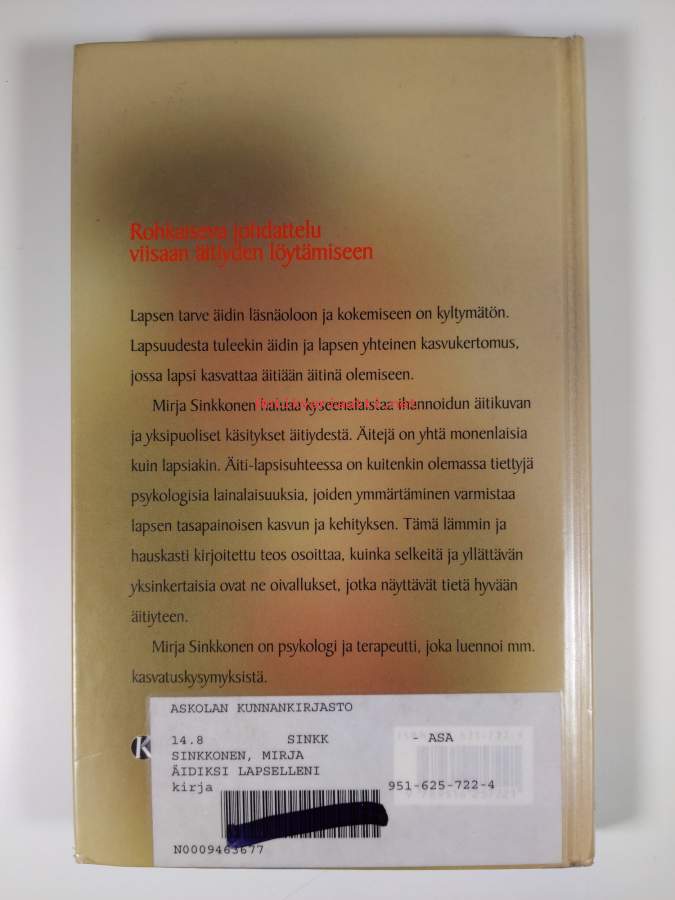 Rohkaiseva johdattelu
viisaan äitiyden löytämiseen
Lapsen tarve äidin läsnäoloon ja kokemiseen on kyltymätön.
Lapsuudesta tuleekin äidin ja lapsen yhteinen kasvukertomus,
jossa lapsi kasvattaa äitiään äitinä olemiseen.
Mirja Sinkkonen haluaa kyseenalaistaa ihannoidun äitikuvan
ja yksipuoliset käsitykset äitiydestä. Äitejä on yhtä monenlaisia
kuin lapsiakin. Äiti-lapsisuhteessa on kuitenkin olemassa tiettyjä
psykologisia lainalaisuuksia, joiden ymmärtäminen varmistaa
lapsen tasapainoisen kasvun ja kehityksen. Tämä lämmin ja
hauskasti kirjoitettu teos osoittaa, kuinka selkeitä ja yllättävän
yksinkertaisia ovat ne oivallukset, jotka näyttävät tietä hyvään
äitiyteen.
Mirja Sinkkonen on psykologi ja terapeutti, joka luennoi mm.
kasvatuskysymyksistä.
K
ASKOLAN KUNNANKIRJASTO
14.8 SINKK - ASA
SINKKONEN, MIRJA
ÄIDIKSI LAPSELLENI
kirja 951-625-722-4
N0009463677